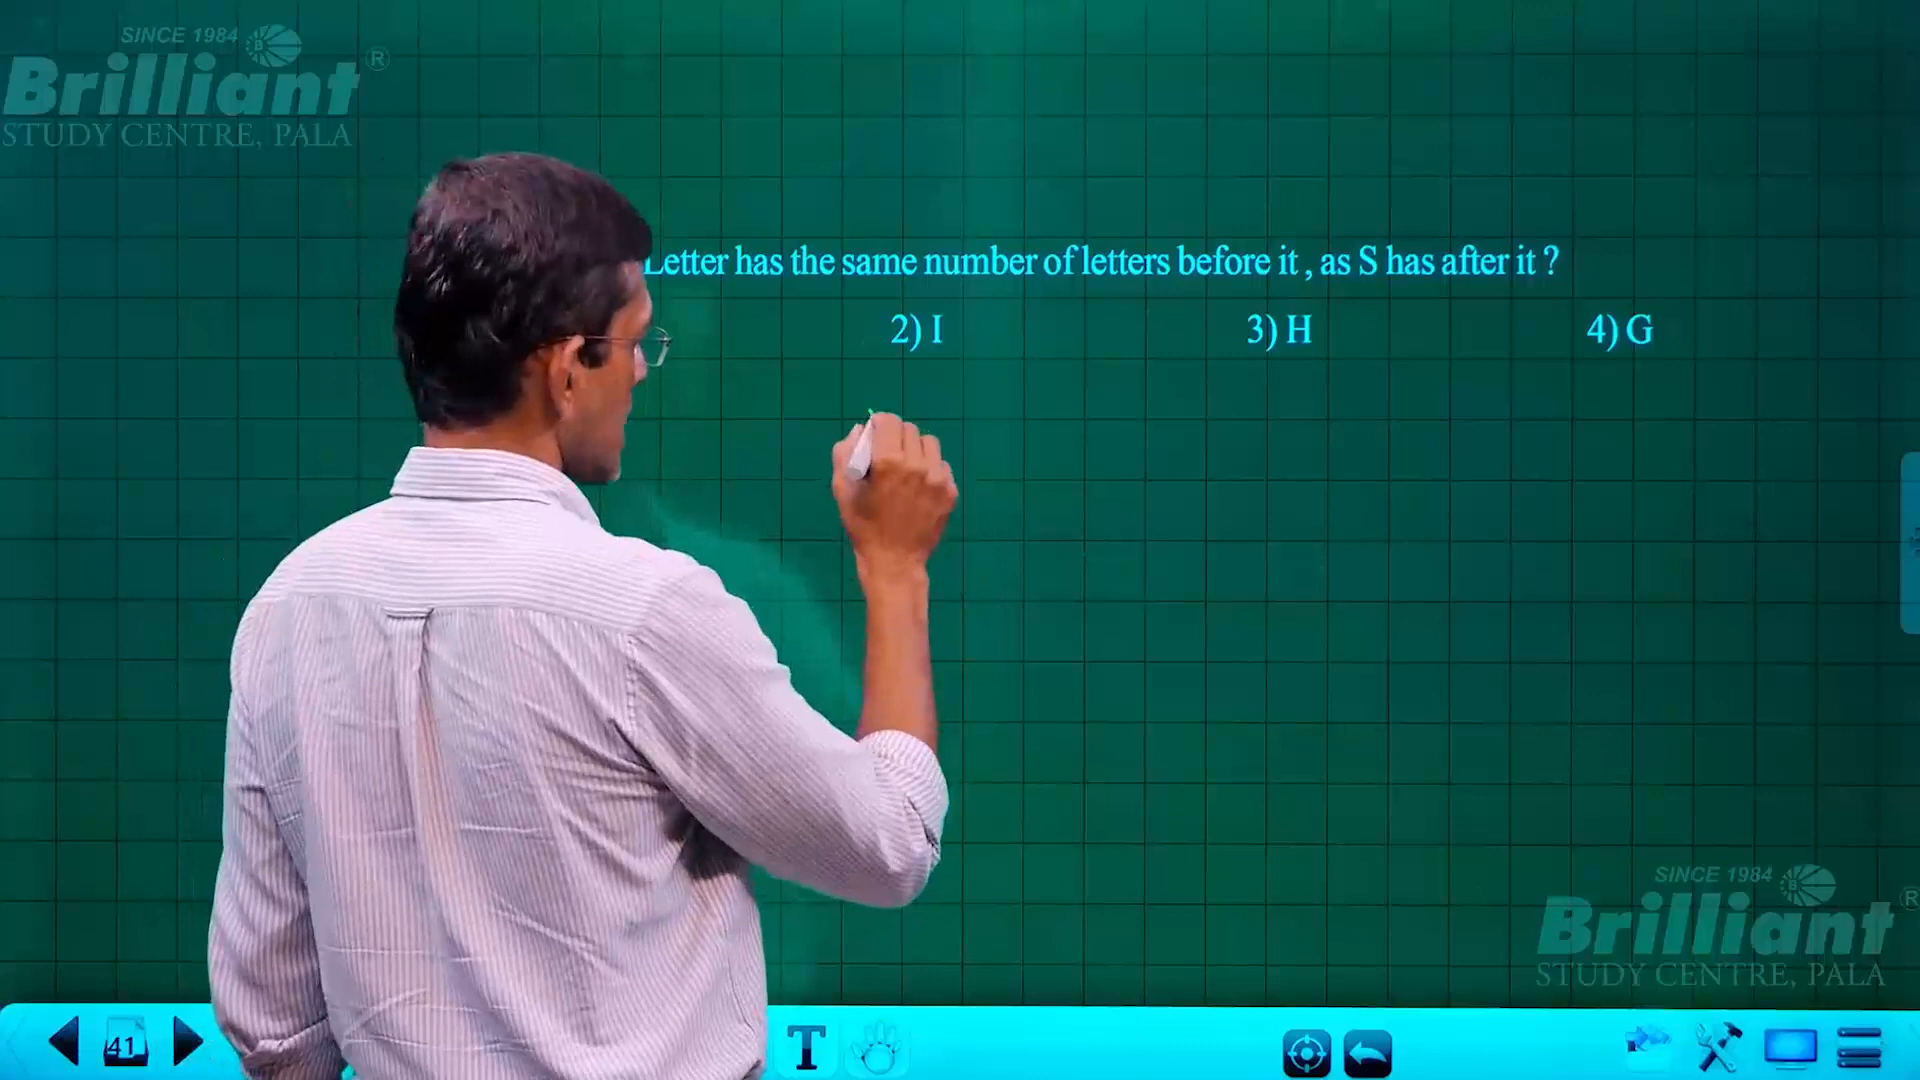 SINCE 1984
Brilliant ®
STUDY CENTRE, PALA
Letter has the same number of letters before it , as S has after it ?
2) I 3) H 4) G
SINCE 1984
Brilliant ®
STUDY CENTRE, PALA
41 T